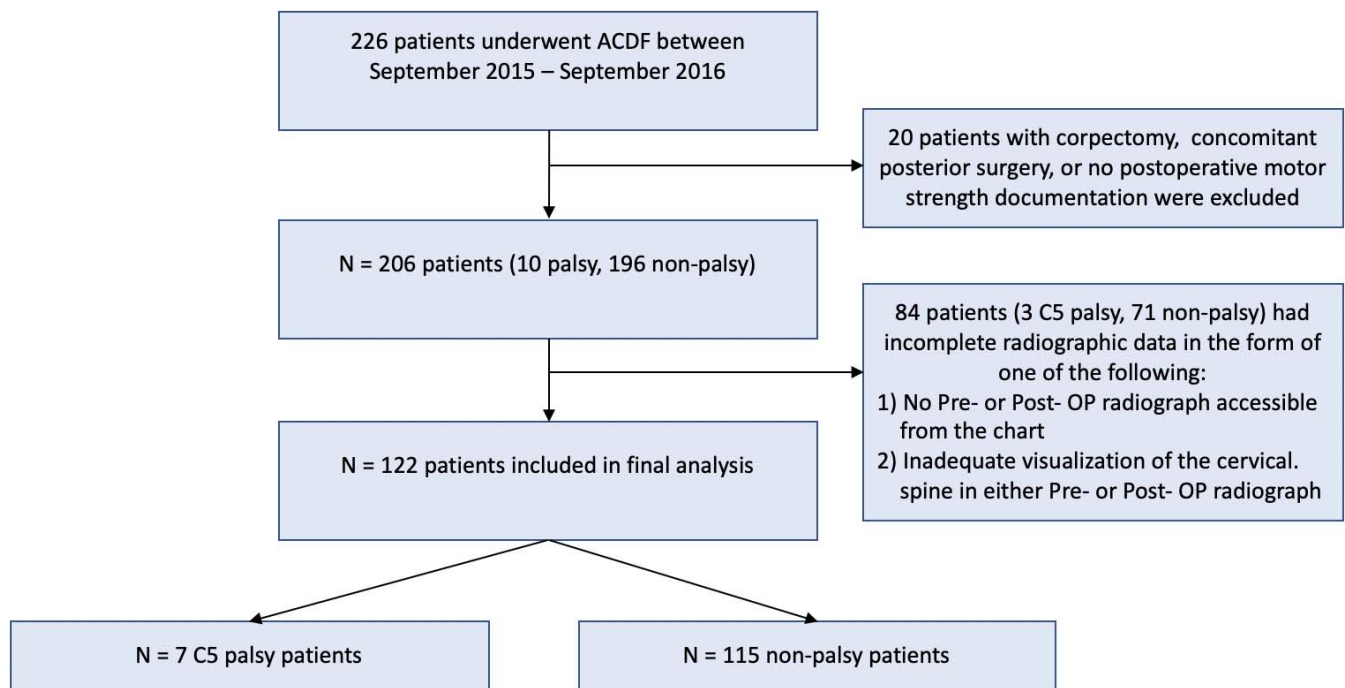 226 patients underwent ACDF between
September 2015 – September 2016
20 patients with corpectomy, concomitant
posterior surgery, or no postoperative motor
strength documentation were excluded
N = 206 patients (10 palsy, 196 non-palsy)
84 patients (3 C5 palsy, 71 non-palsy) had
incomplete radiographic data in the form of
one of the following:
1) No Pre- or Post- OP radiograph accessible
from the chart
2) Inadequate visualization of the cervical.
spine in either Pre- or Post- OP radiograph
N = 122 patients included in final analysis
N = 7 C5 palsy patients
N = 115 non-palsy patients